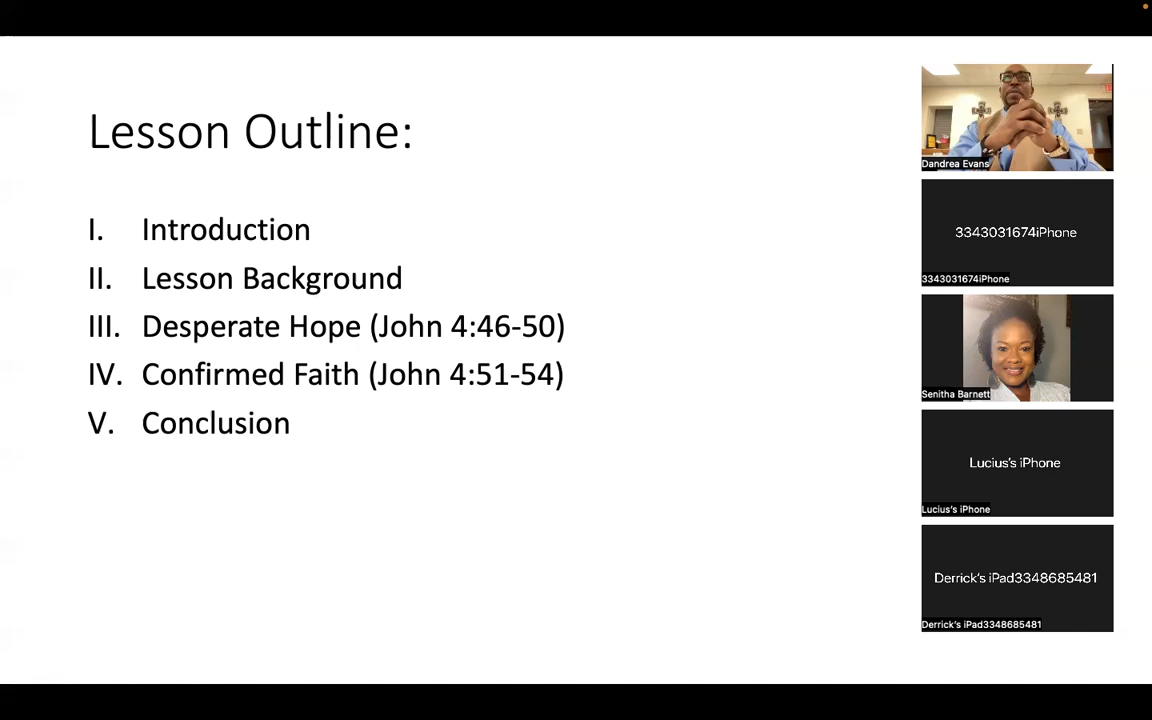 Lesson Outline:
I. Introduction
II. Lesson Background
III. Desperate Hope (John 4:46-50)
IV. Confirmed Faith (John 4:51-54)
V. Conclusion
Dandrea Evans
3343031674iPhone
3343031674iPhone
Senitha Barnett
Lucius's iPhone
Lucius's iPhone
Derrick's iPad3348685481
Derrick's iPad3348685481